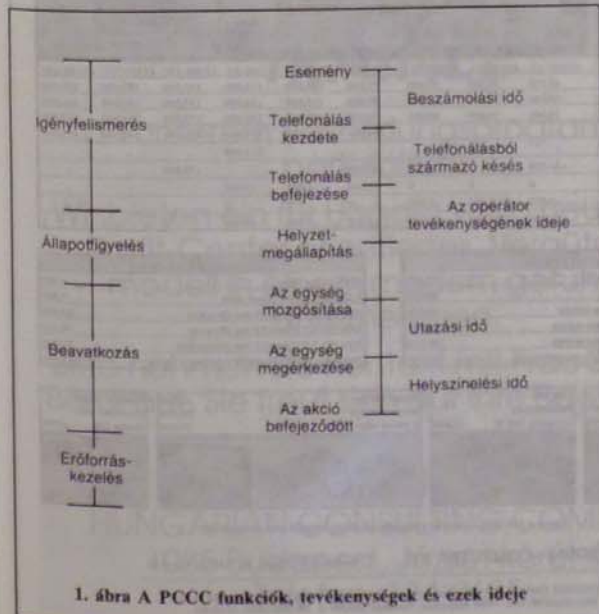 Igényfelismerés
Állapotfigyelés
Beavatkozás
Erőforrás-
kezelés
Esemény
Beszámolási idő
Telefonálás
kezdete
Telefonálásból
származó késés
Telefonálás
befejezése
Az operátor
tevékenységének ideje
Helyzet-
megállapítás
Az egység
mozgósítása
Utazási idő
Az egység
megérkezése
Helyszínelési idő
Az akció
befejeződött
1. ábra A PCCC funkciók, tevékenységek és ezek ideje